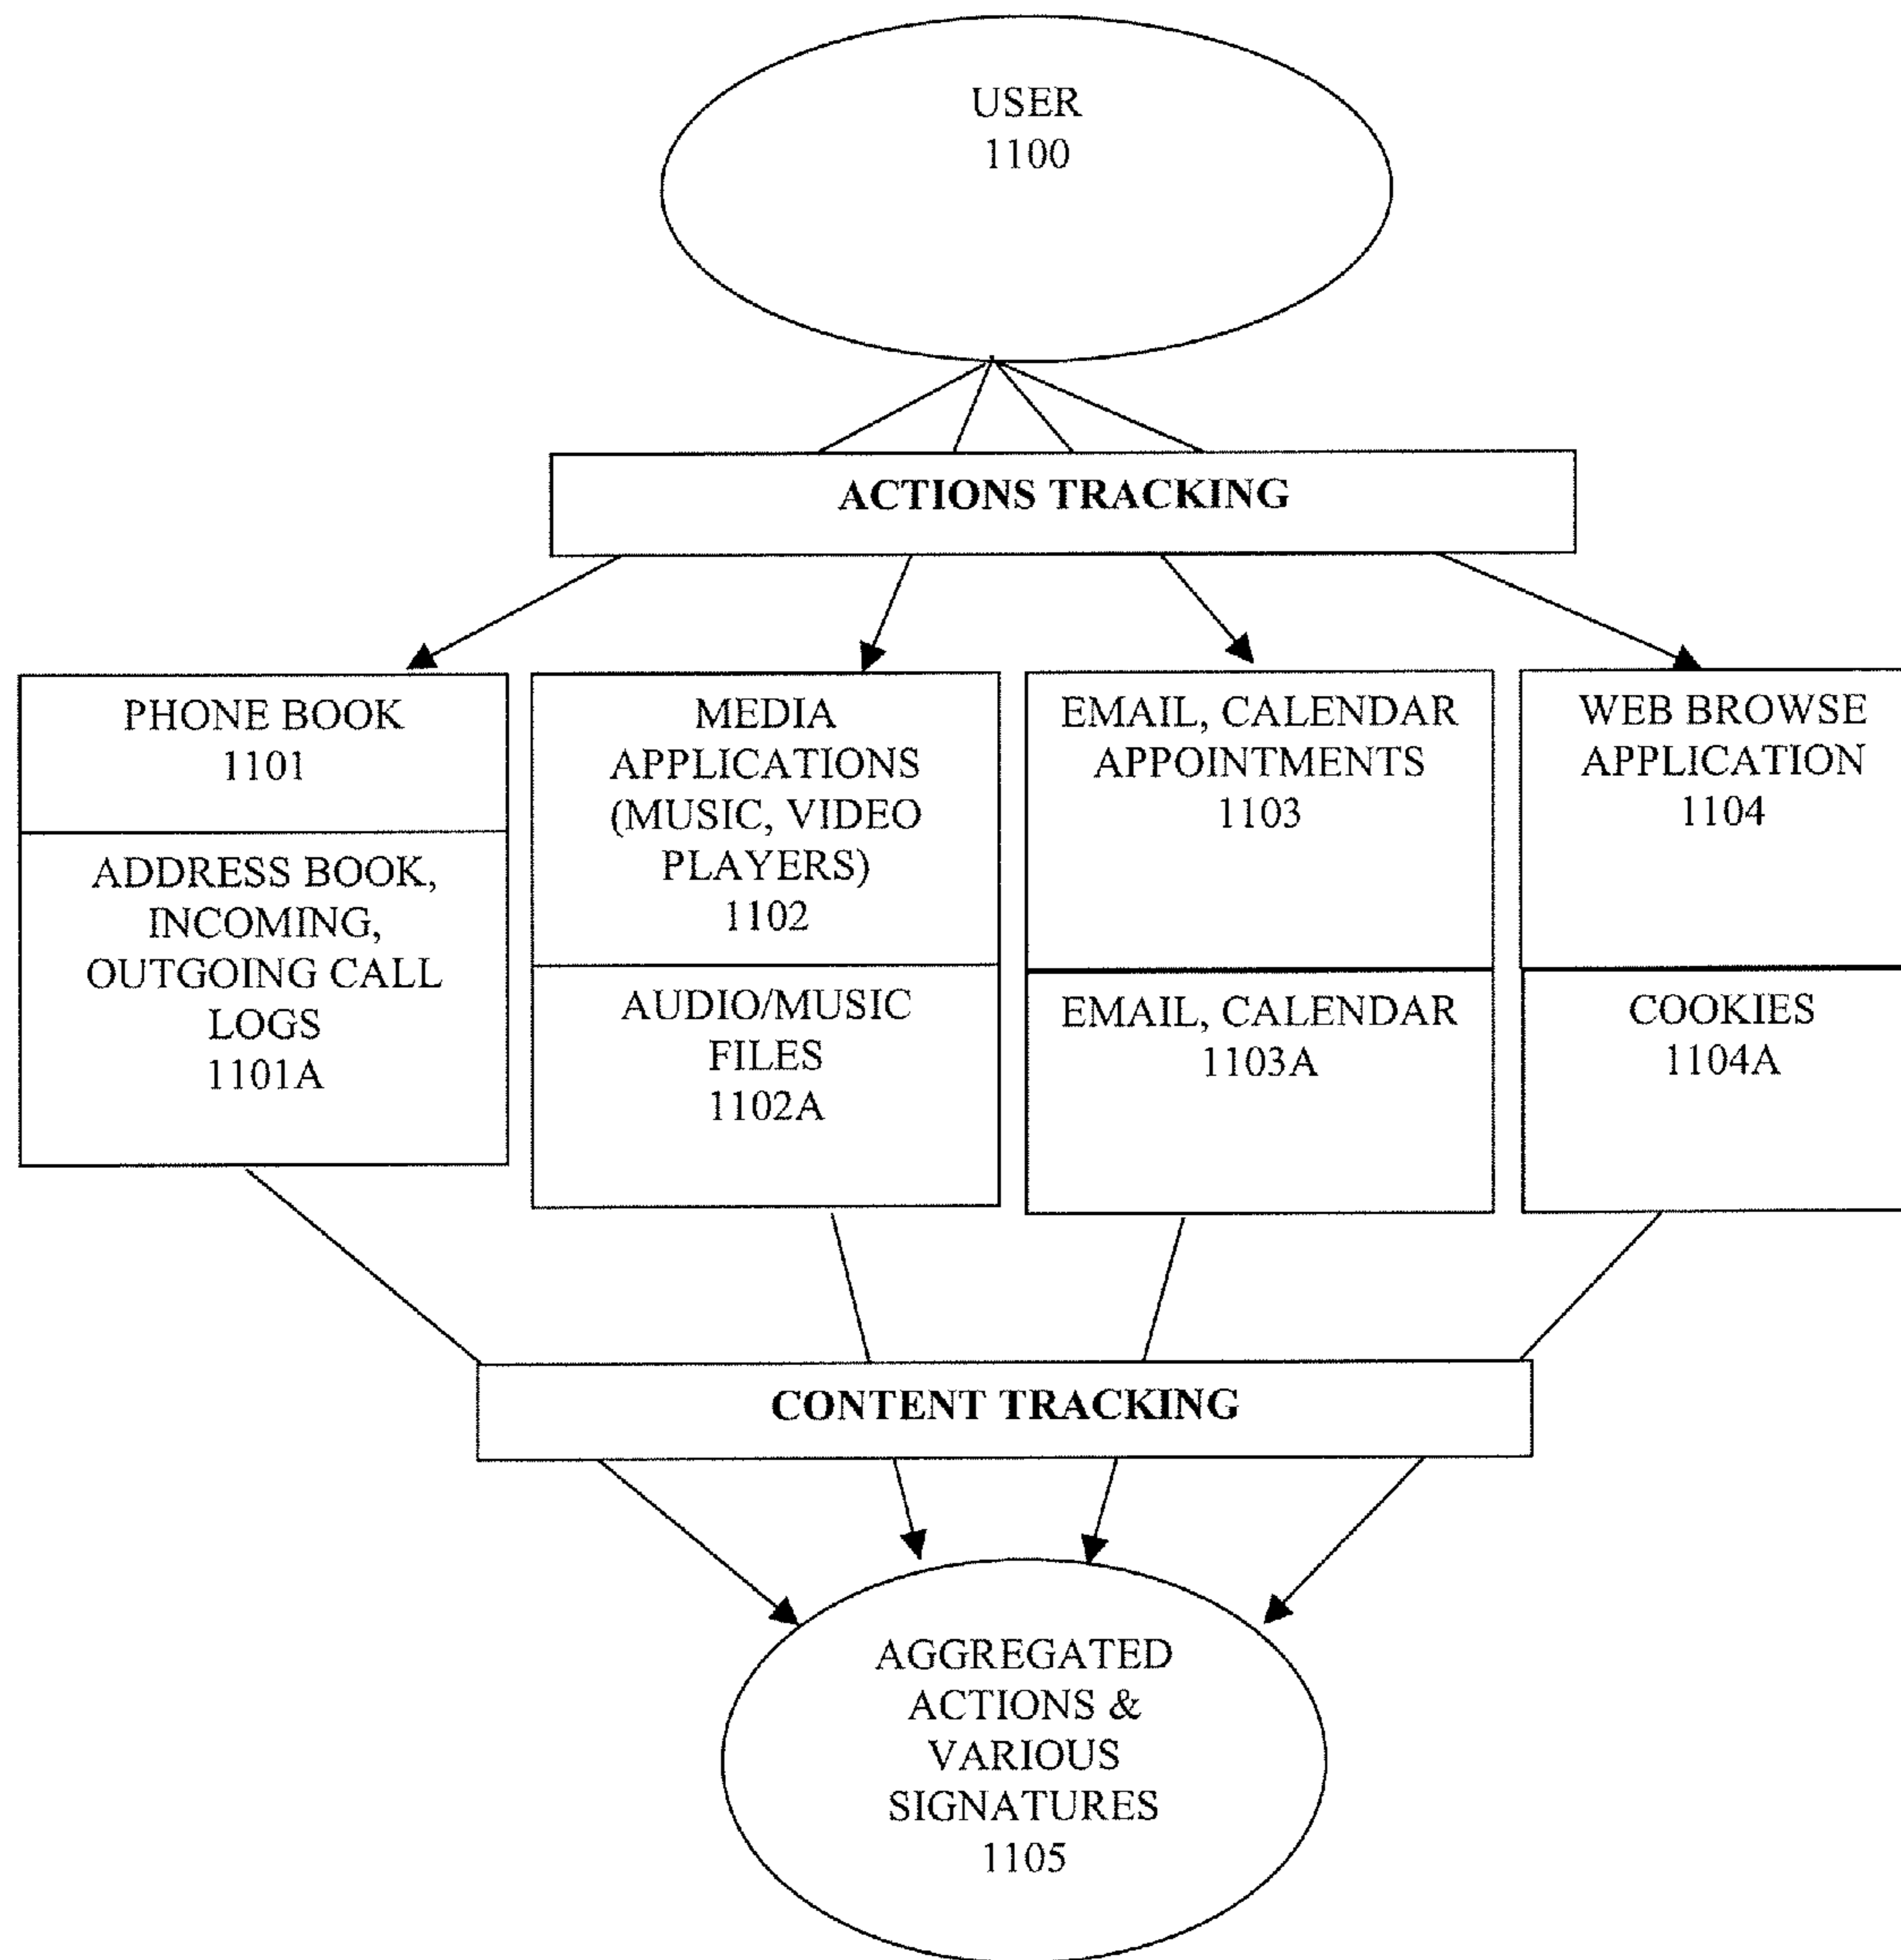 USER
1100
ACTIONS TRACKING
PHONE BOOK
1101
ADDRESS BOOK,
INCOMING,
OUTGOING CALL
LOGS
1101A
MEDIA
APPLICATIONS
(MUSIC, VIDEO
PLAYERS)
1102
AUDIO/MUSIC
FILES
1102A
EMAIL, CALENDAR
APPOINTMENTS
1103
EMAIL, CALENDAR
1103A
WEB BROWSE
APPLICATION
1104
COOKIES
1104A
CONTENT TRACKING
AGGREGATED
ACTIONS &
VARIOUS
SIGNATURES
1105